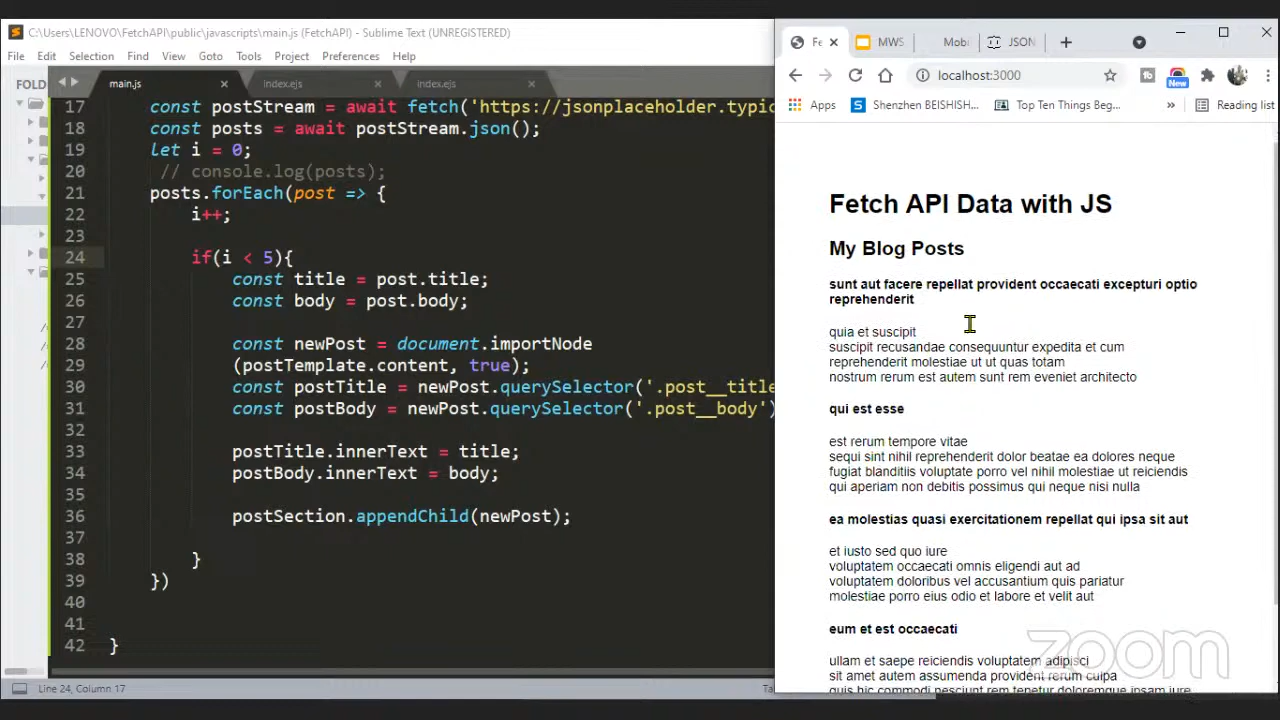 C:\Users\LENOVO\FetchAPI\public\javascripts\main.js (FetchAPI) - Sublime Text (UNREGISTERED)
File Edit Selection Find View Goto Tools Project Preferences Help
FOLD main.js index.ejs index.ejs
17 const postStream = await fetch('https://jsonplaceholder.typic
18 const posts = await postStream.json();
19 let i = 0;
20 // console.log(posts);
21 posts.forEach(post => {
22 i++;
23
24 if(i < 5){
25 const title = post.title;
26 const body = post.body;
27
28 const newPost = document.importNode
29 (postTemplate.content, true);
30 const postTitle = newPost.querySelector('.post__title
31 const postBody = newPost.querySelector('.post__body')
32
33 postTitle.innerText = title;
34 postBody.innerText = body;
35
36 postSection.appendChild(newPost);
37
38 }
39 })
40
41
42 }
Line 24, Column 17
Fe MWS Mobi JSON
localhost:3000
New
Apps Shenzhen BEISHISH... Top Ten Things Beg... » Reading list
Fetch API Data with JS
My Blog Posts
sunt aut facere repellat provident occaecati excepturi optio
reprehenderit
quia et suscipit
suscipit recusandae consequuntur expedita et cum
reprehenderit molestiae ut ut quas totam
nostrum rerum est autem sunt rem eveniet architecto
qui est esse
est rerum tempore vitae
sequi sint nihil reprehenderit dolor beatae ea dolores neque
fugiat blanditiis voluptate porro vel nihil molestiae ut reiciendis
qui aperiam non debitis possimus qui neque nisi nulla
ea molestias quasi exercitationem repellat qui ipsa sit aut
et iusto sed quo iure
voluptatem occaecati omnis eligendi aut ad
voluptatem doloribus vel accusantium quis pariatur
molestiae porro eius odio et labore et velit aut
eum et est occaecati
ullam et saepe reiciendis voluptatem adipisci
sit amet autem assumenda provident rerum culpa
quis hic commodi nesciunt rem tenetur doloremque ipsam iure
zoom